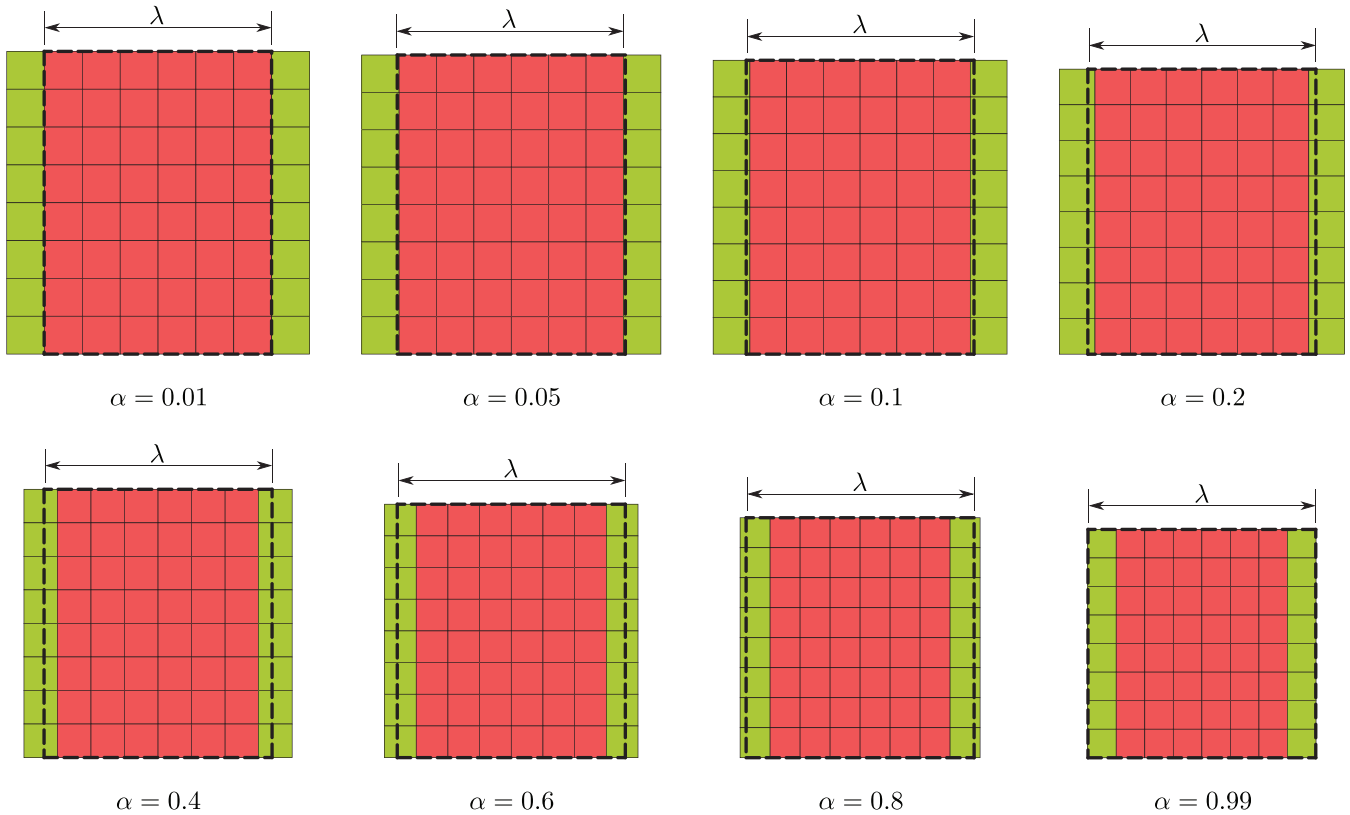 λ λ λ λ
α = 0.01 α = 0.05 α = 0.1 α = 0.2
λ λ λ λ
α = 0.4 α = 0.6 α = 0.8 α = 0.99